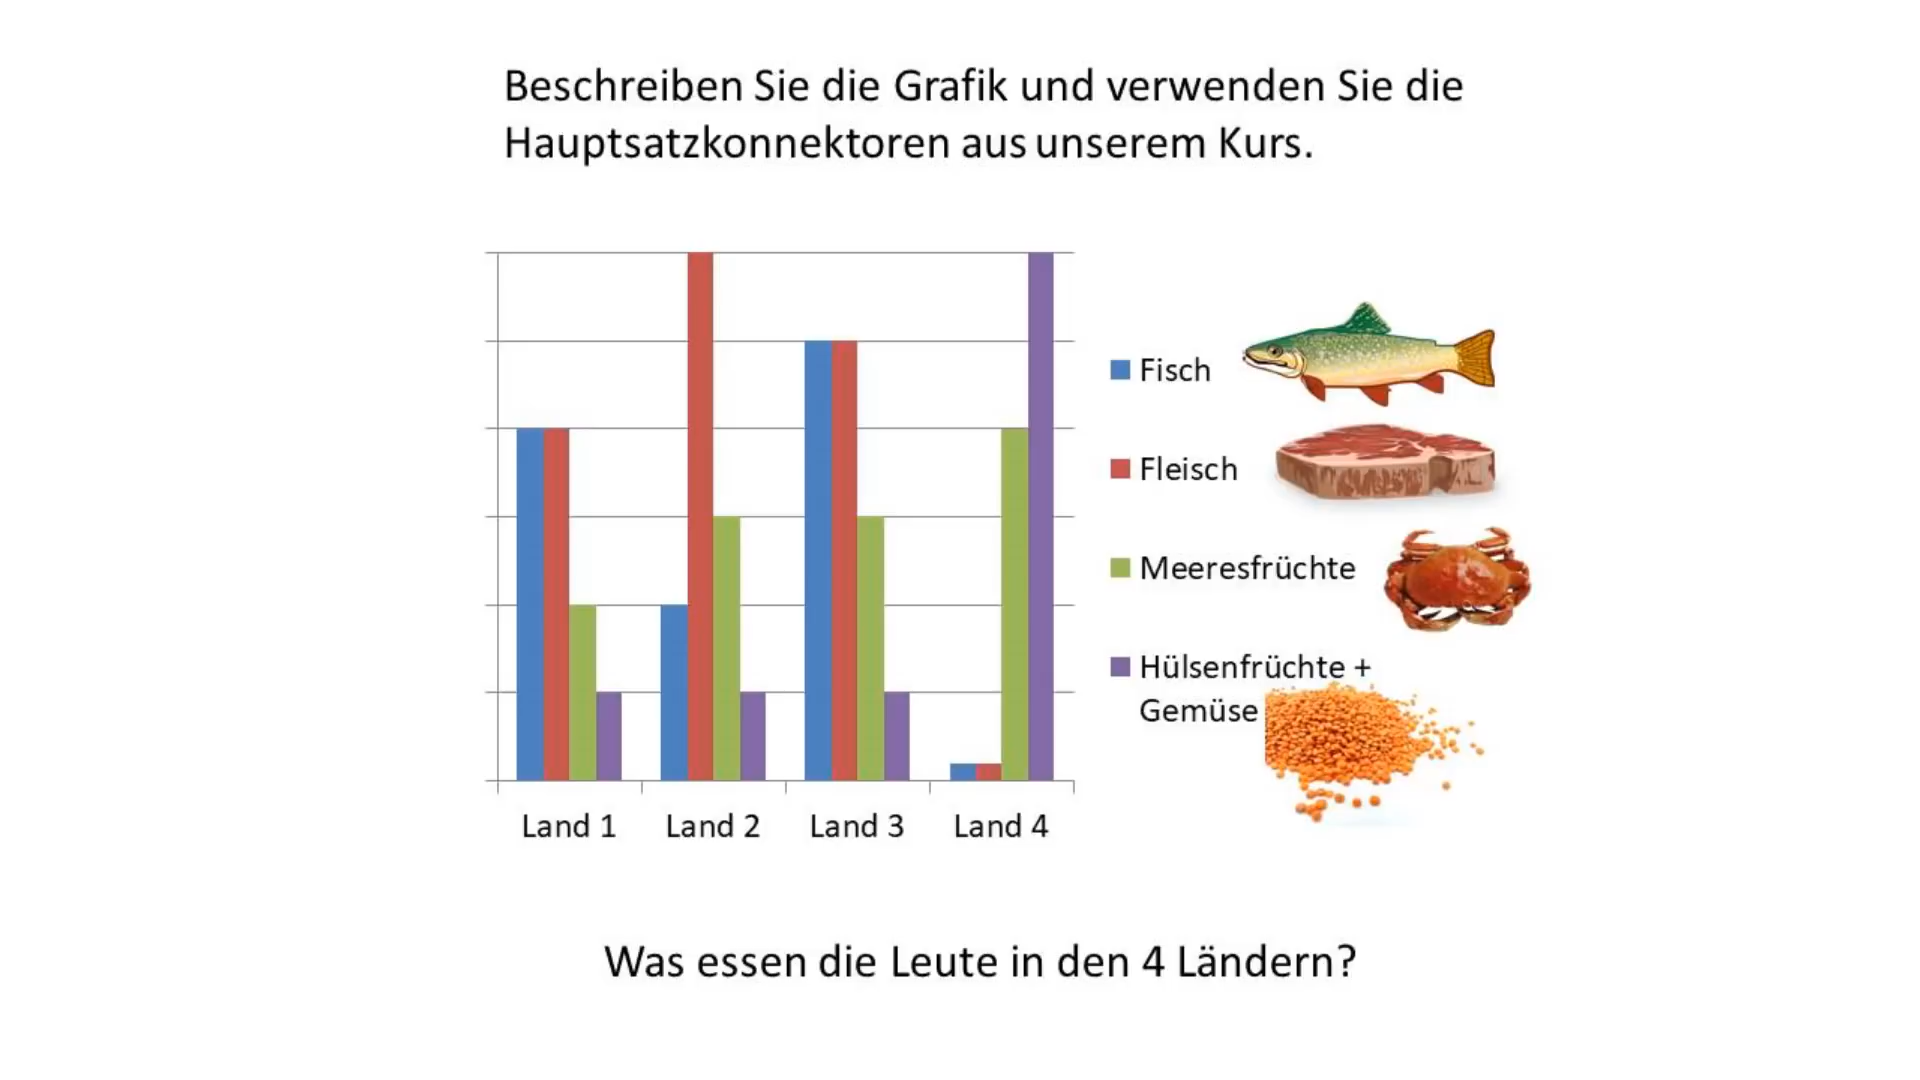 Beschreiben Sie die Grafik und verwenden Sie die
Hauptsatzkonnektoren aus unserem Kurs.
Fisch
Fleisch
Meeresfrüchte
Hülsenfrüchte +
Gemüse
Land 1 Land 2 Land 3 Land 4
Was essen die Leute in den 4 Ländern?